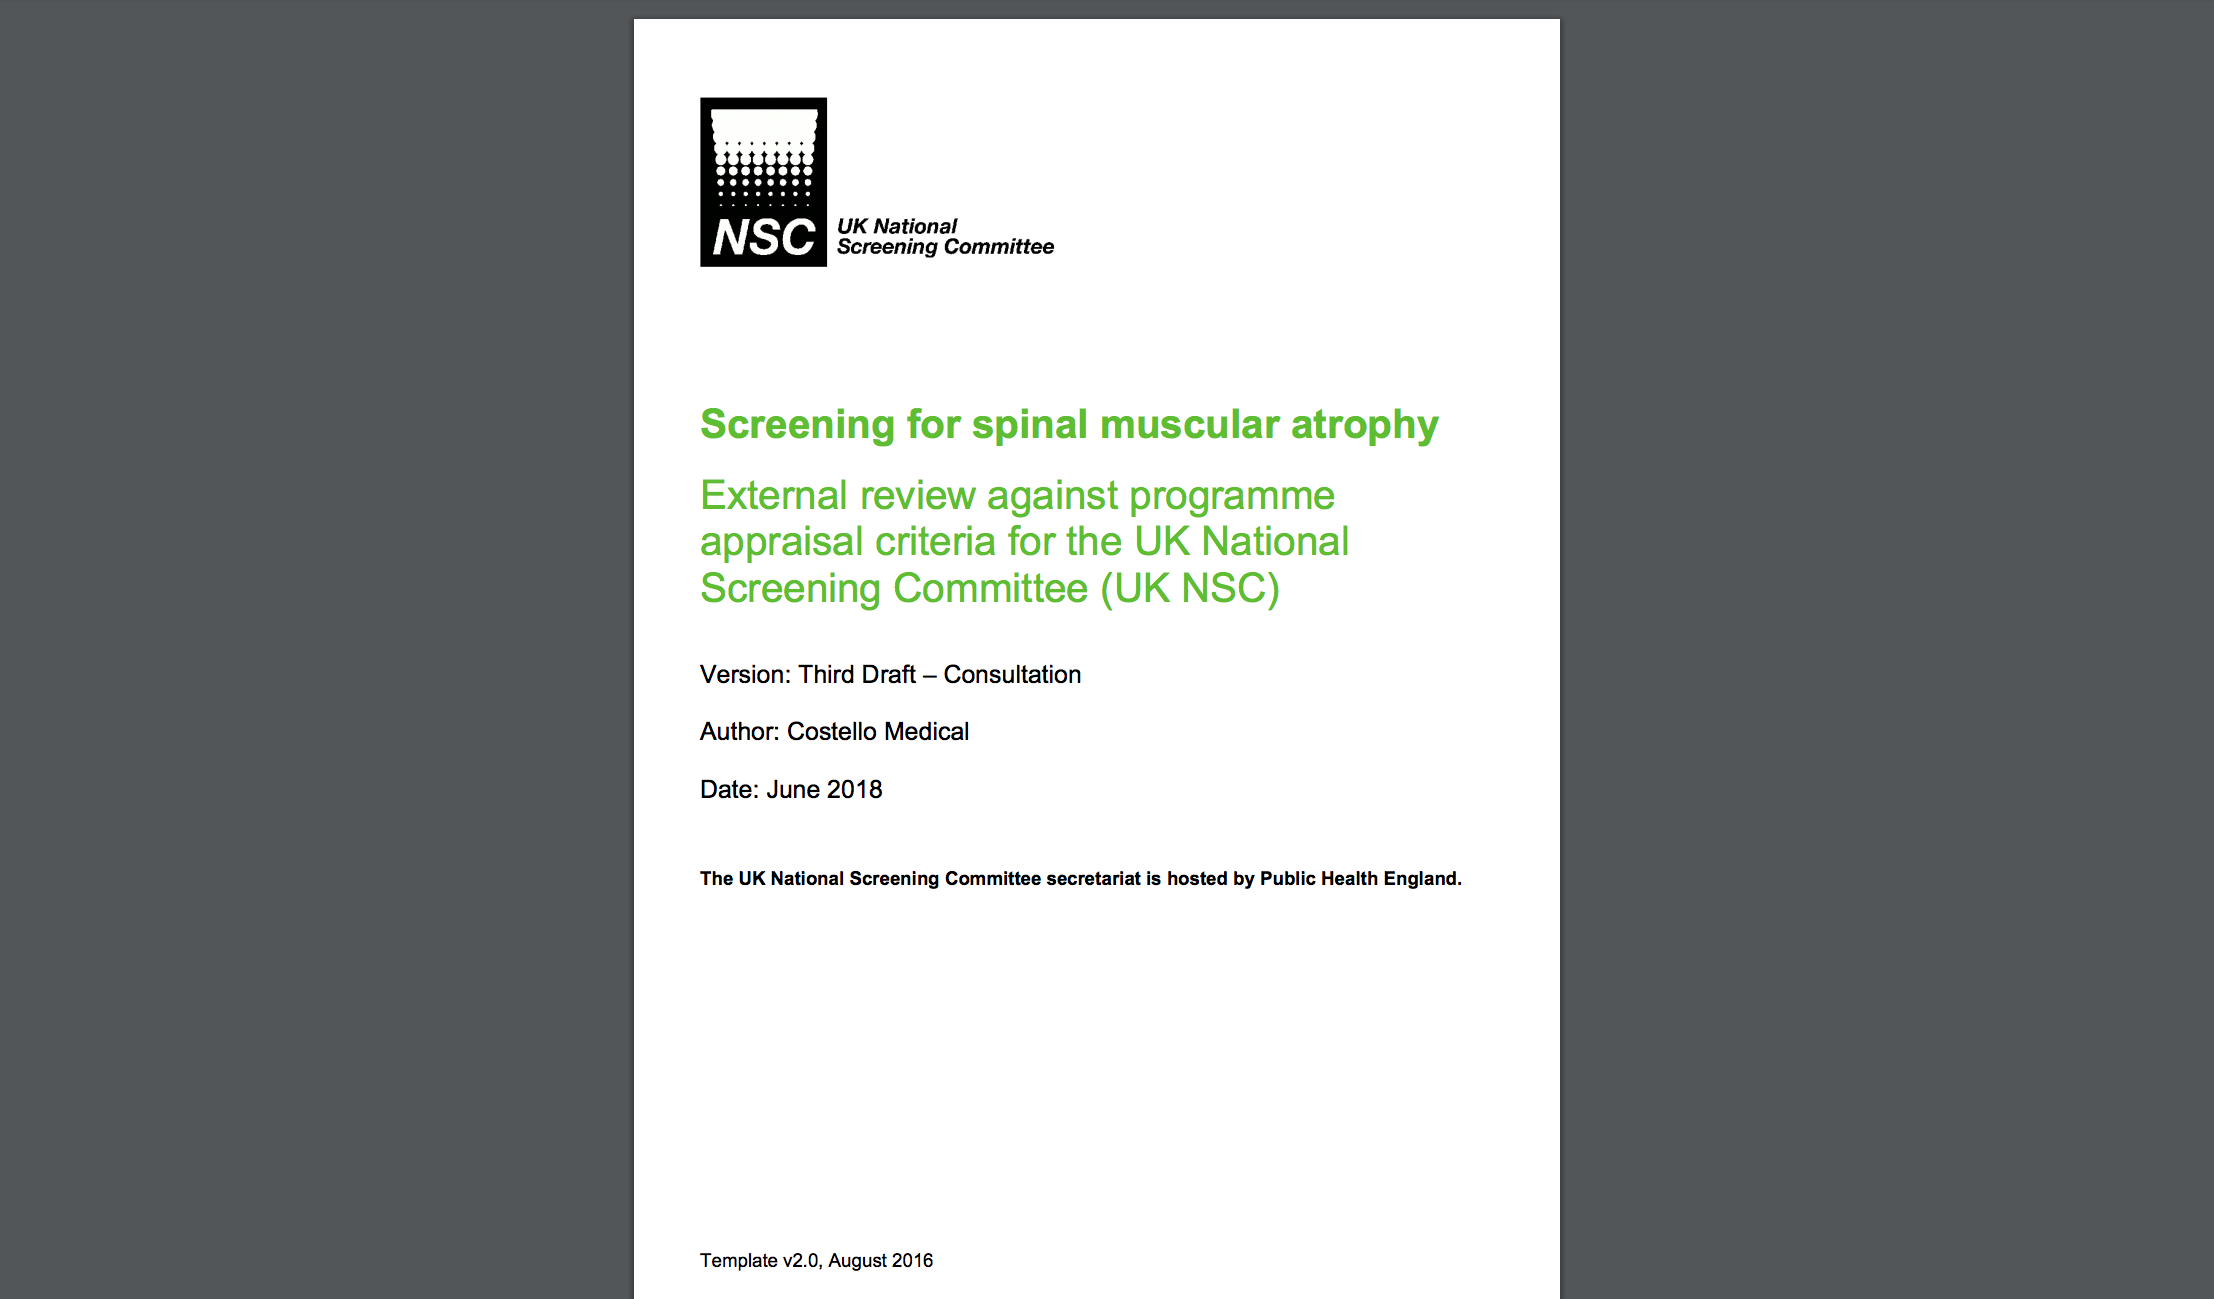 NSC
UK National
Screening Committee
Screening for spinal muscular atrophy
External review against programme
appraisal criteria for the UK National
Screening Committee (UK NSC)
Version: Third Draft – Consultation
Author: Costello Medical
Date: June 2018
The UK National Screening Committee secretariat is hosted by Public Health England.
Template v2.0, August 2016